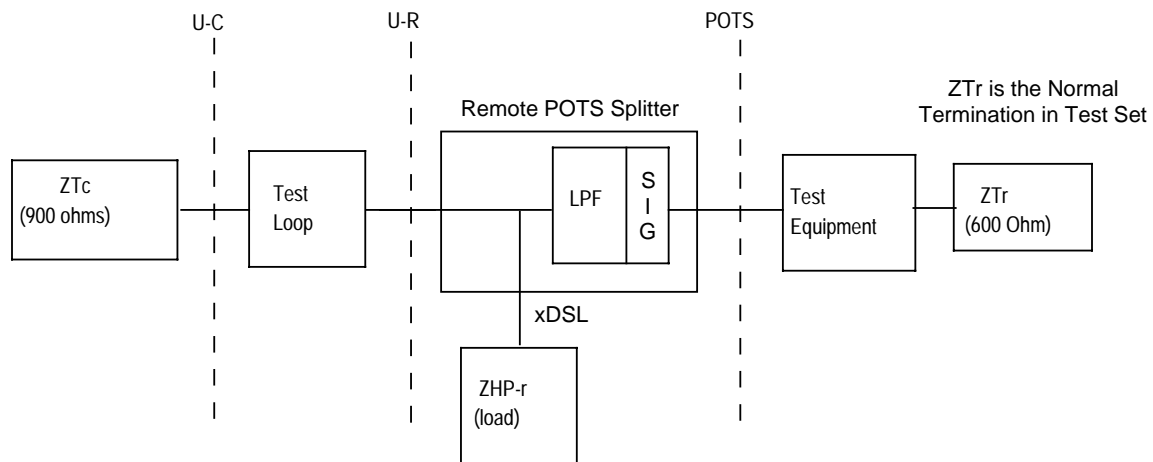 U-C
U-R
POTS
ZTr is the Normal
Termination in Test Set
Remote POTS Splitter
ZTc
(900 ohms)
Test
Loop
LPF
S
I
G
Test
Equipment
ZTr
(600 Ohm)
xDSL
ZHP-r
(load)